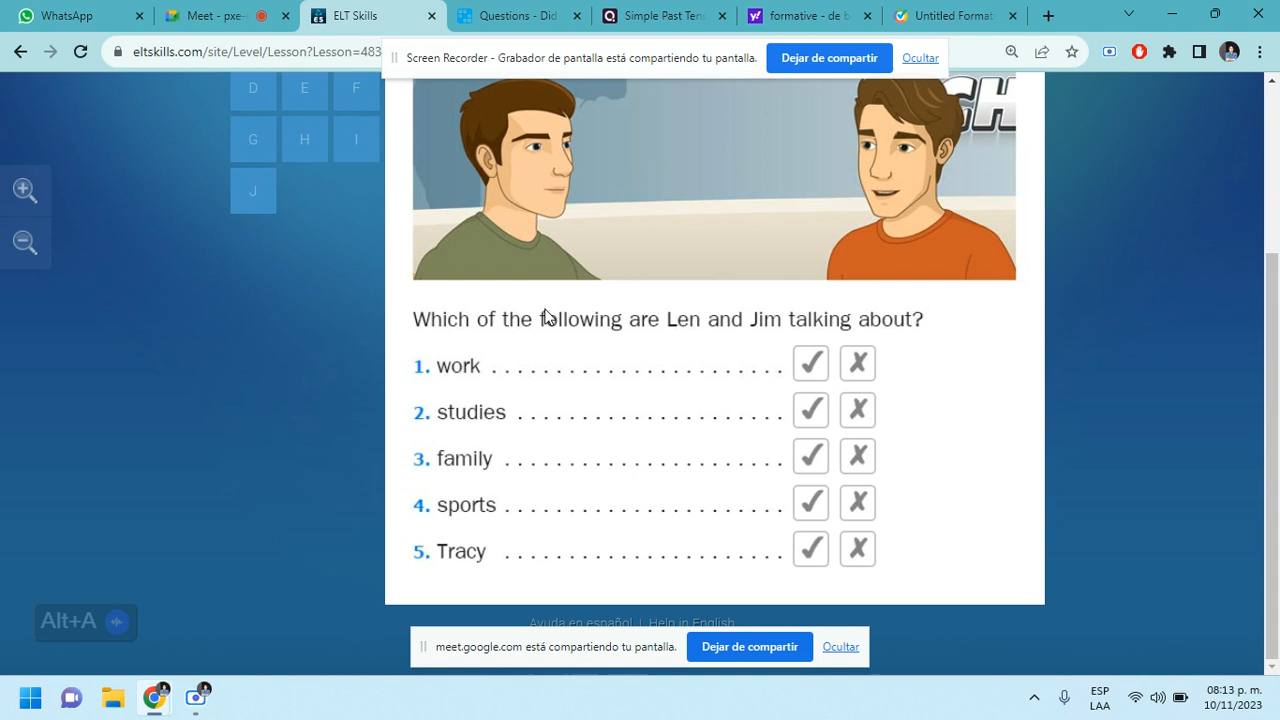 WhatsApp
Meet - pxe-
ELT Skills
Questions - Did
Simple Past Tens
formative - de b
Untitled Format
eltskills.com/site/Level/Lesson?Lesson=483
Screen Recorder - Grabador de pantalla está compartiendo tu pantalla.
Dejar de compartir
Ocultar
D E F
G H I
J
Which of the following are Len and Jim talking about?
1. work . . . . . . . . . . . . . . . . . . . . . . .
2. studies . . . . . . . . . . . . . . . . . . . . .
3. family . . . . . . . . . . . . . . . . . . . . . .
4. sports . . . . . . . . . . . . . . . . . . . . . .
5. Tracy . . . . . . . . . . . . . . . . . . . . . .
Alt+A
Ayuda en español | Help in English
meet.google.com está compartiendo tu pantalla.
Dejar de compartir
Ocultar
ESP
LAA
08:13 p. m.
10/11/2023